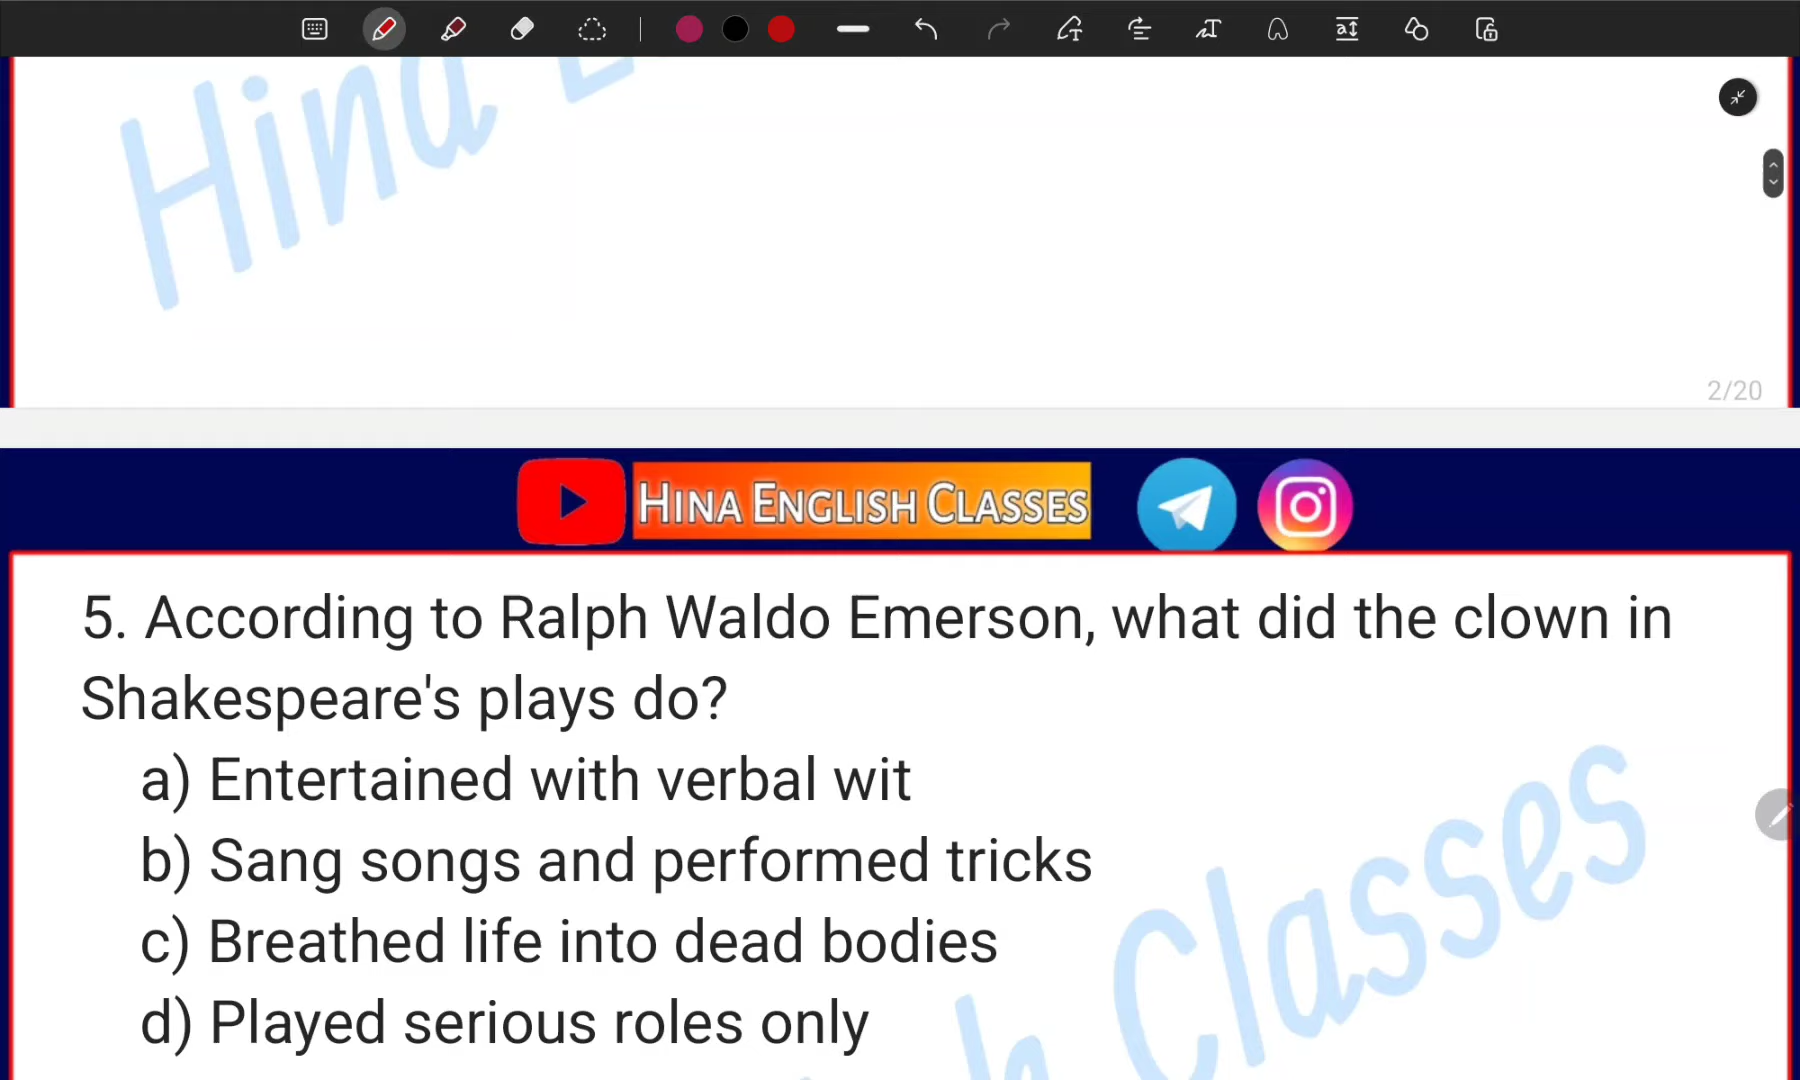 Hina E
2/20
HINA ENGLISH CLASSES
5. According to Ralph Waldo Emerson, what did the clown in
Shakespeare's plays do?
a) Entertained with verbal wit
b) Sang songs and performed tricks
c) Breathed life into dead bodies
d) Played serious roles only
Classes